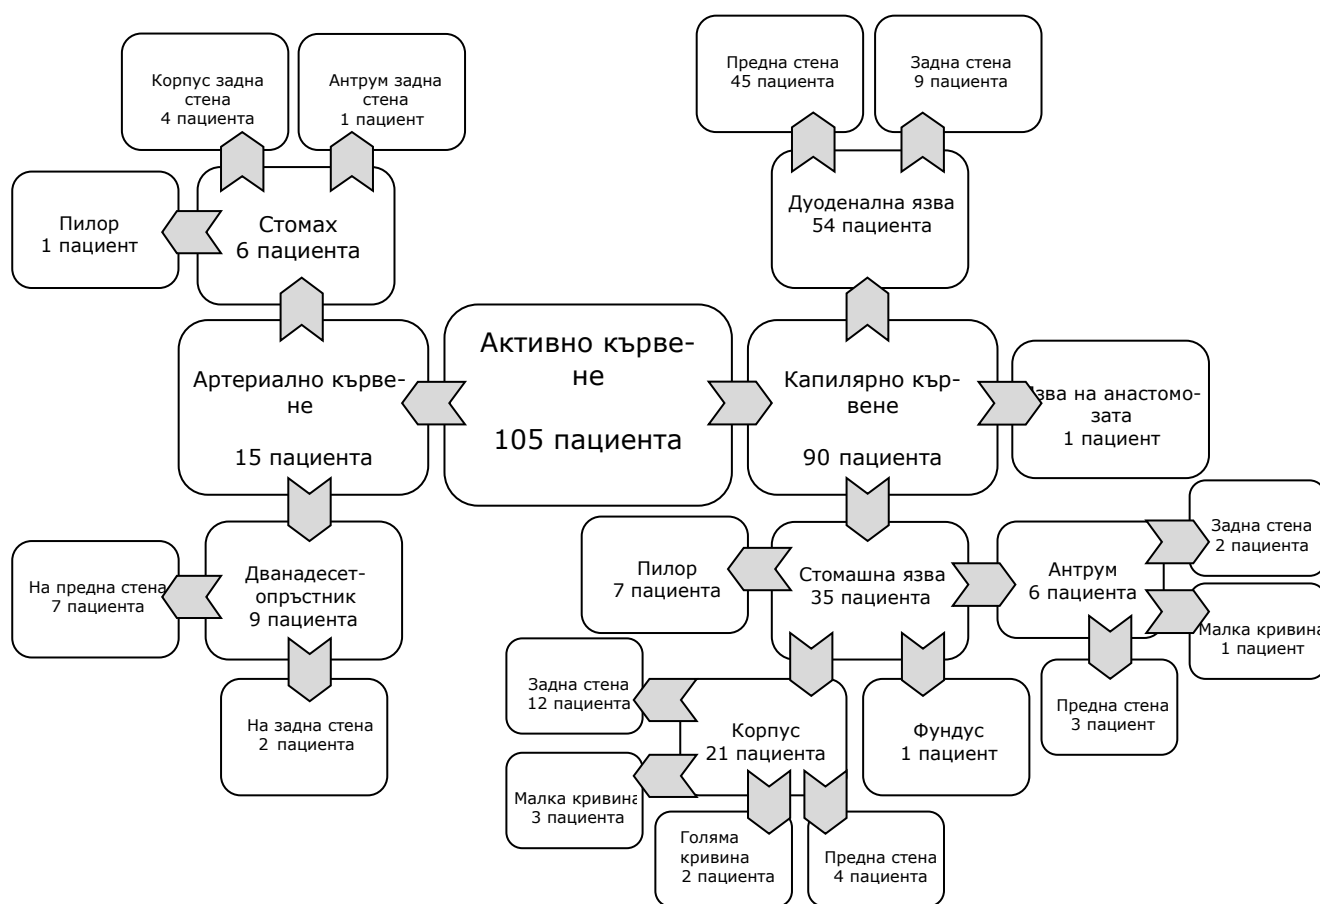 Корпус задна
стена
4 пациента
Антрум задна
стена
1 пациент
Предна стена
45 пациента
Задна стена
9 пациента
Пилор
1 пациент
Стомах
6 пациента
Дуоденална язва
54 пациента
Артериално кърве-
не
15 пациента
Активно кърве-
не
105 пациента
Капилярно кър-
вене
90 пациента
зва на анастомо-
зата
1 пациент
На предна стена
7 пациента
Дванадесет-
опръстник
9 пациента
На задна стена
2 пациента
Пилор
7 пациента
Стомашна язва
35 пациента
Антрум
6 пациента
Задна стена
2 пациента
Малка кривина
1 пациент
Предна стена
3 пациент
Задна стена
12 пациента
Корпус
21 пациента
Фундус
1 пациент
Малка кривина
3 пациента
Голяма
кривина
2 пациента
Предна стена
4 пациента